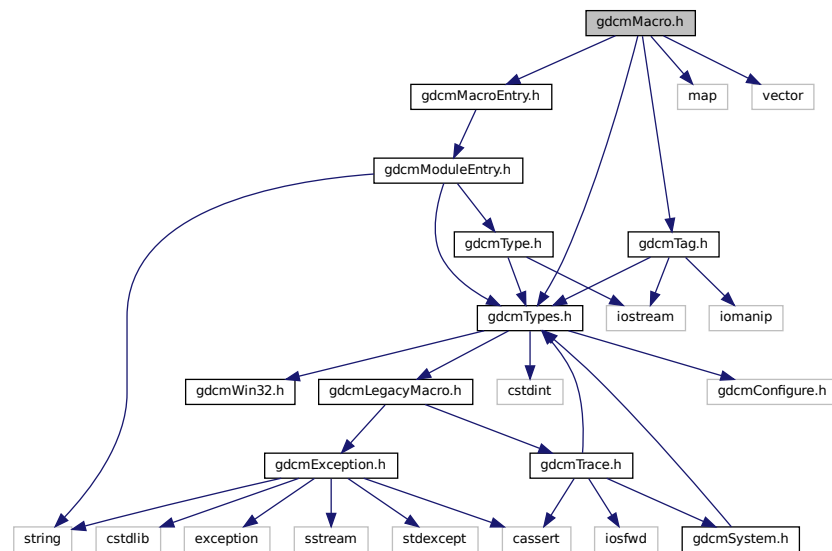 gdcmMacro.h
gdcmMacroEntry.h
map
vector
gdcmModuleEntry.h
gdcmType.h
gdcmTag.h
gdcmTypes.h
iostream
iomanip
gdcmWin32.h
gdcmLegacyMacro.h
cstdint
gdcmConfigure.h
gdcmException.h
gdcmTrace.h
string
cstdlib
exception
sstream
stdexcept
cassert
iosfwd
gdcmSystem.h